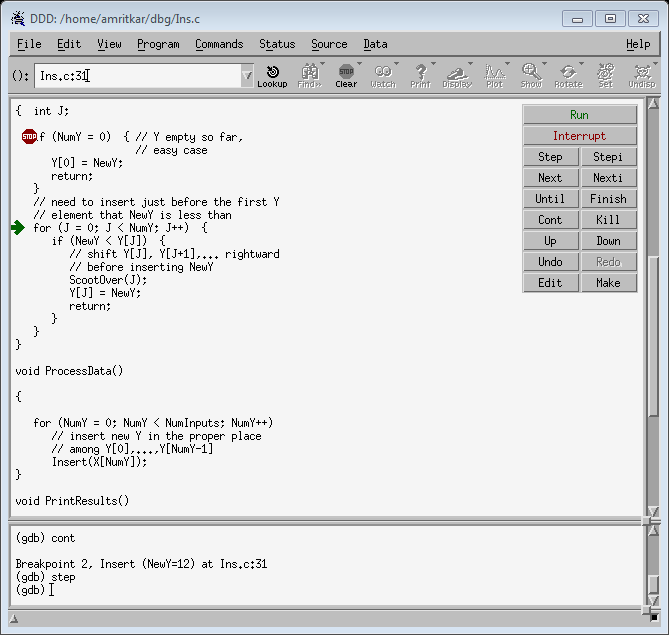 DDD: /home/amritkar/dbg/Ins.c
File Edit View Program Commands Status Source Data Help
(): Ins.c:31
Lookup Find» Clear Watch Print Display Plot Show Rotate Set Undisp
{  int J;
STOP if (NumY = 0)  { // Y empty so far,
// easy case
Y[0] = NewY;
return;
}
// need to insert just before the first Y
// element that NewY is less than
for (J = 0; J < NumY; J++)  {
if (NewY < Y[J])  {
// shift Y[J], Y[J+1],... rightward
// before inserting NewY
ScootOver(J);
Y[J] = NewY;
return;
}
}
}
void ProcessData()
{
for (NumY = 0; NumY < NumInputs; NumY++)
// insert new Y in the proper place
// among Y[0],...,Y[NumY-1]
Insert(X[NumY]);
}
void PrintResults()
Run
Interrupt
Step Stepi
Next Nexti
Until Finish
Cont Kill
Up Down
Undo Redo
Edit Make
(gdb) cont
Breakpoint 2, Insert (NewY=12) at Ins.c:31
(gdb) step
(gdb)